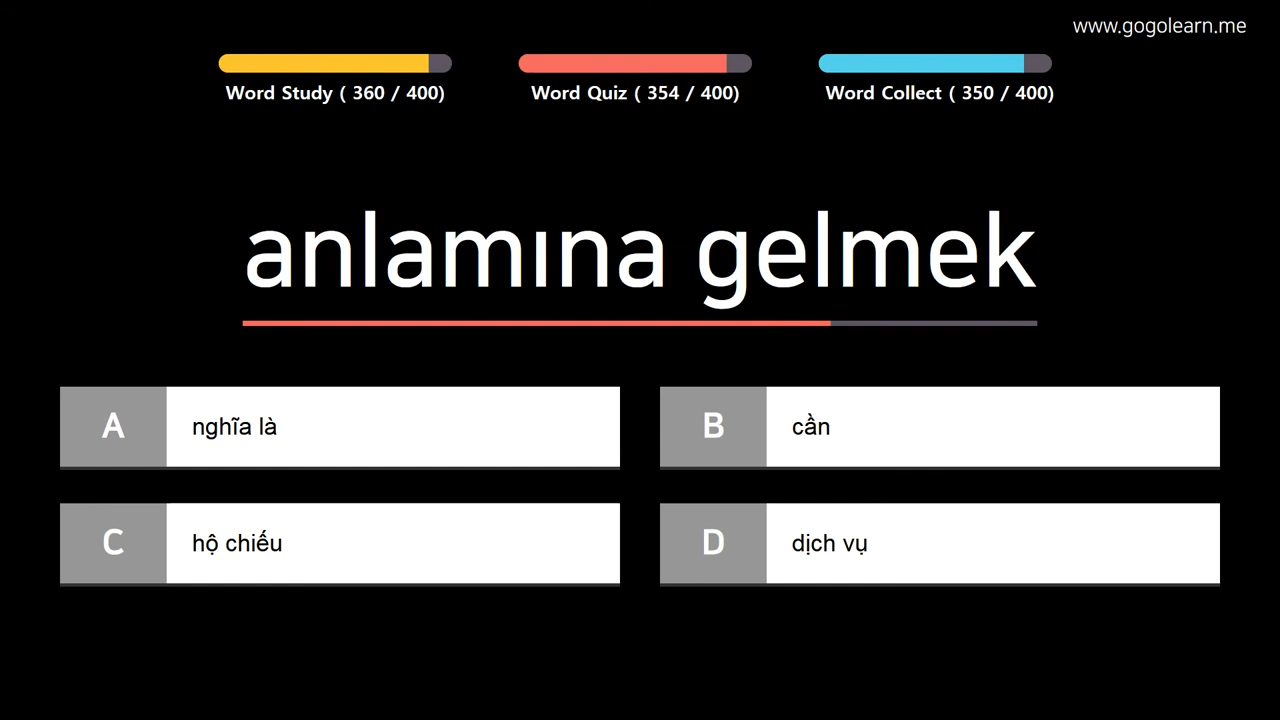 www.gogolearn.me
Word Study ( 360 / 400)
Word Quiz ( 354 / 400)
Word Collect ( 350 / 400)
anlamına gelmek
A
nghĩa là
B
cần
C
hộ chiếu
D
dịch vụ